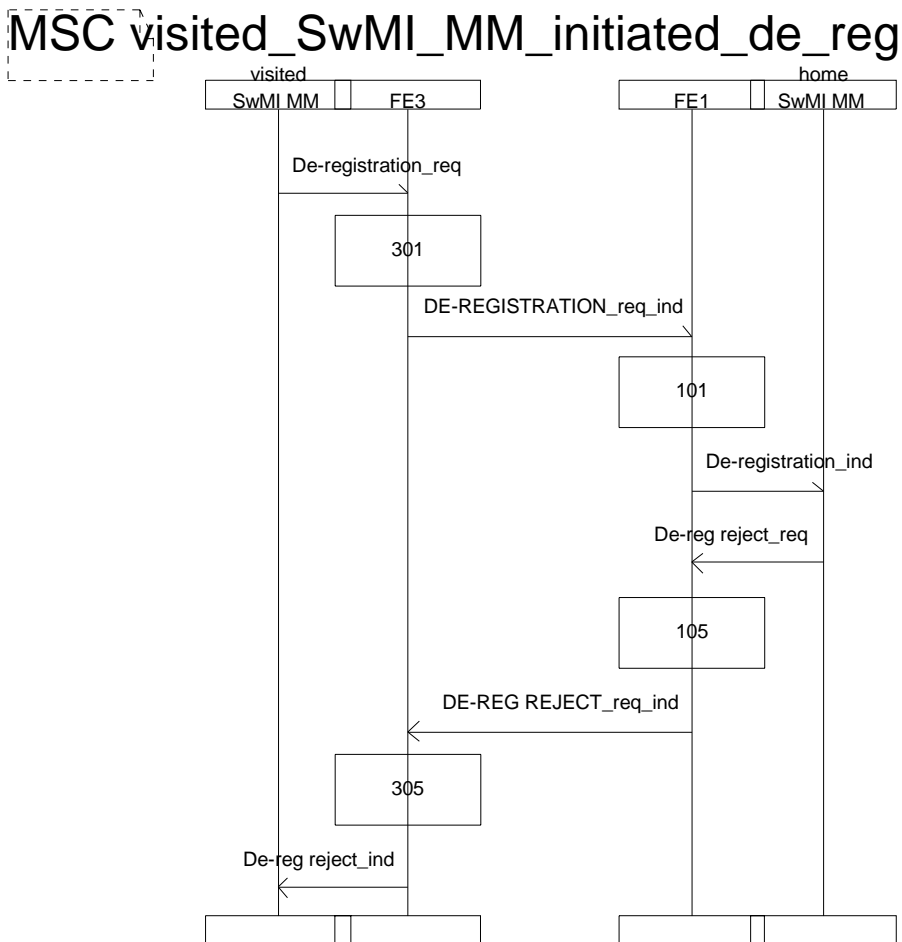 MSC visited_SwMI_MM_initiated_de_reg
visited
SwMI MM
FE3
FE1
home
SwMI MM
De-registration_req
301
DE-REGISTRATION_req_ind
101
De-registration_ind
De-reg reject_req
105
DE-REG REJECT_req_ind
305
De-reg reject_ind